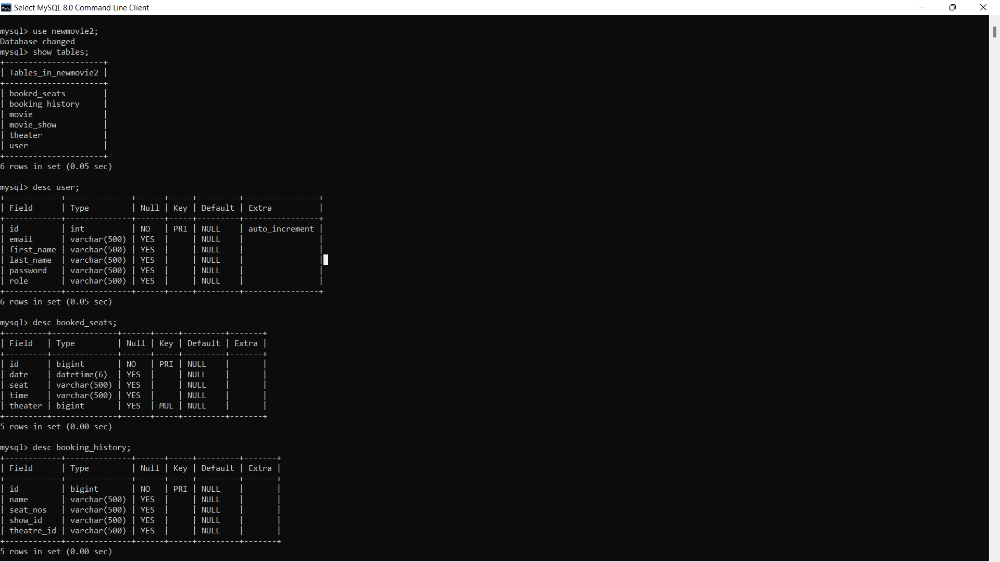 Select MySQL 8.0 Command Line Client
mysql> use newmovie2;
Database changed
mysql> show tables;
+---------------------+
| Tables_in_newmovie2 |
+---------------------+
| booked_seats        |
| booking_history     |
| movie               |
| movie_show          |
| theater             |
| user                |
+---------------------+
6 rows in set (0.05 sec)
mysql> desc user;
+------------+--------------+------+-----+---------+----------------+
| Field      | Type         | Null | Key | Default | Extra          |
+------------+--------------+------+-----+---------+----------------+
| id         | int          | NO   | PRI | NULL    | auto_increment |
| email      | varchar(500) | YES  |     | NULL    |                |
| first_name | varchar(500) | YES  |     | NULL    |                |
| last_name  | varchar(500) | YES  |     | NULL    |                |
| password   | varchar(500) | YES  |     | NULL    |                |
| role       | varchar(500) | YES  |     | NULL    |                |
+------------+--------------+------+-----+---------+----------------+
6 rows in set (0.05 sec)
mysql> desc booked_seats;
+---------+--------------+------+-----+---------+-------+
| Field   | Type         | Null | Key | Default | Extra |
+---------+--------------+------+-----+---------+-------+
| id      | bigint       | NO   | PRI | NULL    |       |
| date    | datetime(6)  | YES  |     | NULL    |       |
| seat    | varchar(500) | YES  |     | NULL    |       |
| time    | varchar(500) | YES  |     | NULL    |       |
| theater | bigint       | YES  | MUL | NULL    |       |
+---------+--------------+------+-----+---------+-------+
5 rows in set (0.00 sec)
mysql> desc booking_history;
+------------+--------------+------+-----+---------+-------+
| Field      | Type         | Null | Key | Default | Extra |
+------------+--------------+------+-----+---------+-------+
| id         | bigint       | NO   | PRI | NULL    |       |
| name       | varchar(500) | YES  |     | NULL    |       |
| seat_nos   | varchar(500) | YES  |     | NULL    |       |
| show_id    | varchar(500) | YES  |     | NULL    |       |
| theatre_id | varchar(500) | YES  |     | NULL    |       |
+------------+--------------+------+-----+---------+-------+
5 rows in set (0.00 sec)